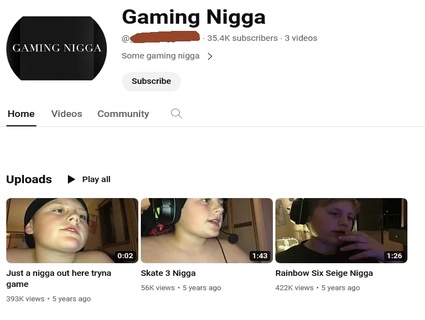 GAMING NIGGA
Gaming Nigga
@
· 35.4K subscribers · 3 videos
Some gaming nigga
Subscribe
Home Videos Community
Uploads Play all
0:02 1:43 1:26
Just a nigga out here tryna game
Skate 3 Nigga
Rainbow Six Seige Nigga
393K views • 5 years ago
56K views • 5 years ago
422K views • 5 years ago